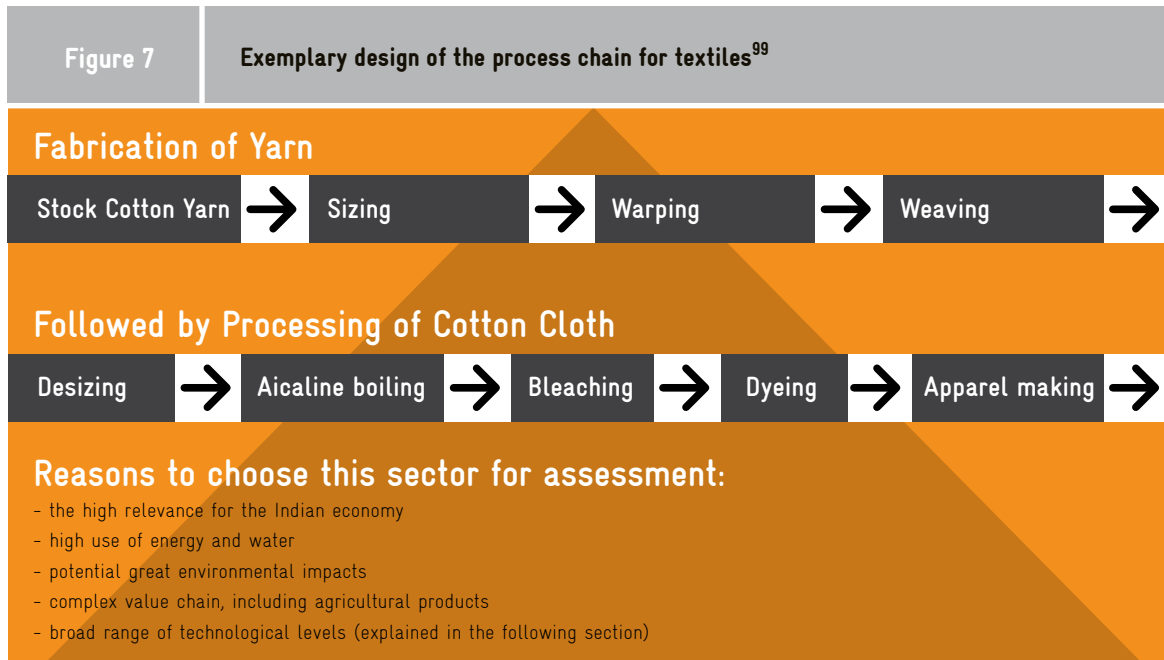 Figure 7
Exemplary design of the process chain for textiles99
Fabrication of Yarn
Stock Cotton Yarn → Sizing → Warping → Weaving →
Followed by Processing of Cotton Cloth
Desizing → Aicaline boiling → Bleaching → Dyeing → Apparel making →
Reasons to choose this sector for assessment:
- the high relevance for the Indian economy
- high use of energy and water
- potential great environmental impacts
- complex value chain, including agricultural products
- broad range of technological levels (explained in the following section)